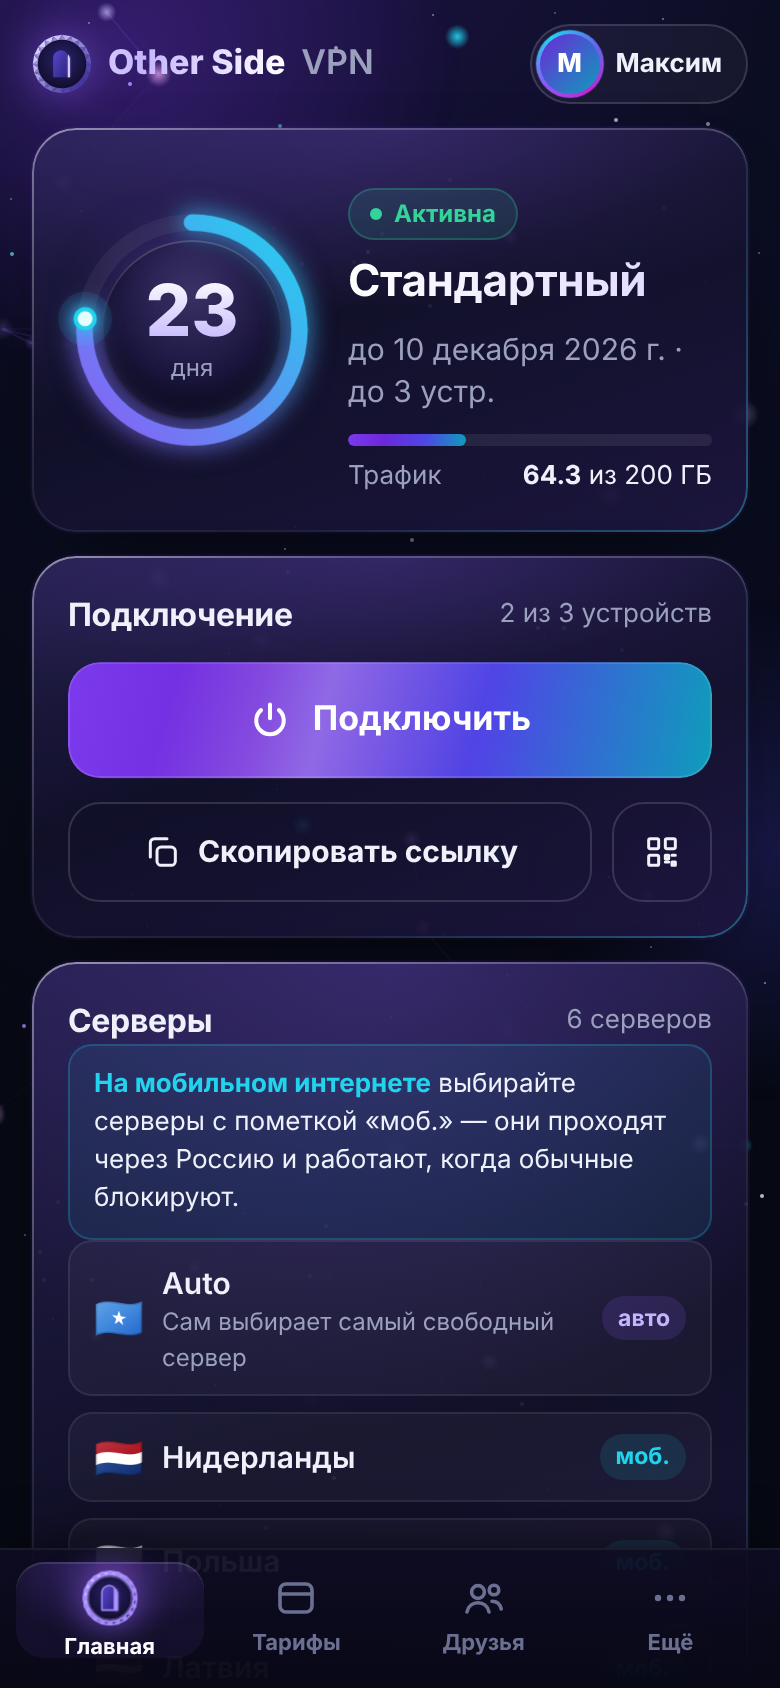 Other Side VPN
М Максим
Активна
23
дня
Стандартный
до 10 декабря 2026 г. ·
до 3 устр.
Трафик 64.3 из 200 ГБ
Подключение 2 из 3 устройств
Подключить
Скопировать ссылку
Серверы 6 серверов
На мобильном интернете выбирайте
серверы с пометкой «моб.» — они проходят
через Россию и работают, когда обычные
блокируют.
Auto
Сам выбирает самый свободный
сервер
авто
Нидерланды моб.
Польша моб.
Главная Тарифы Друзья Ещё
Латвия моб.